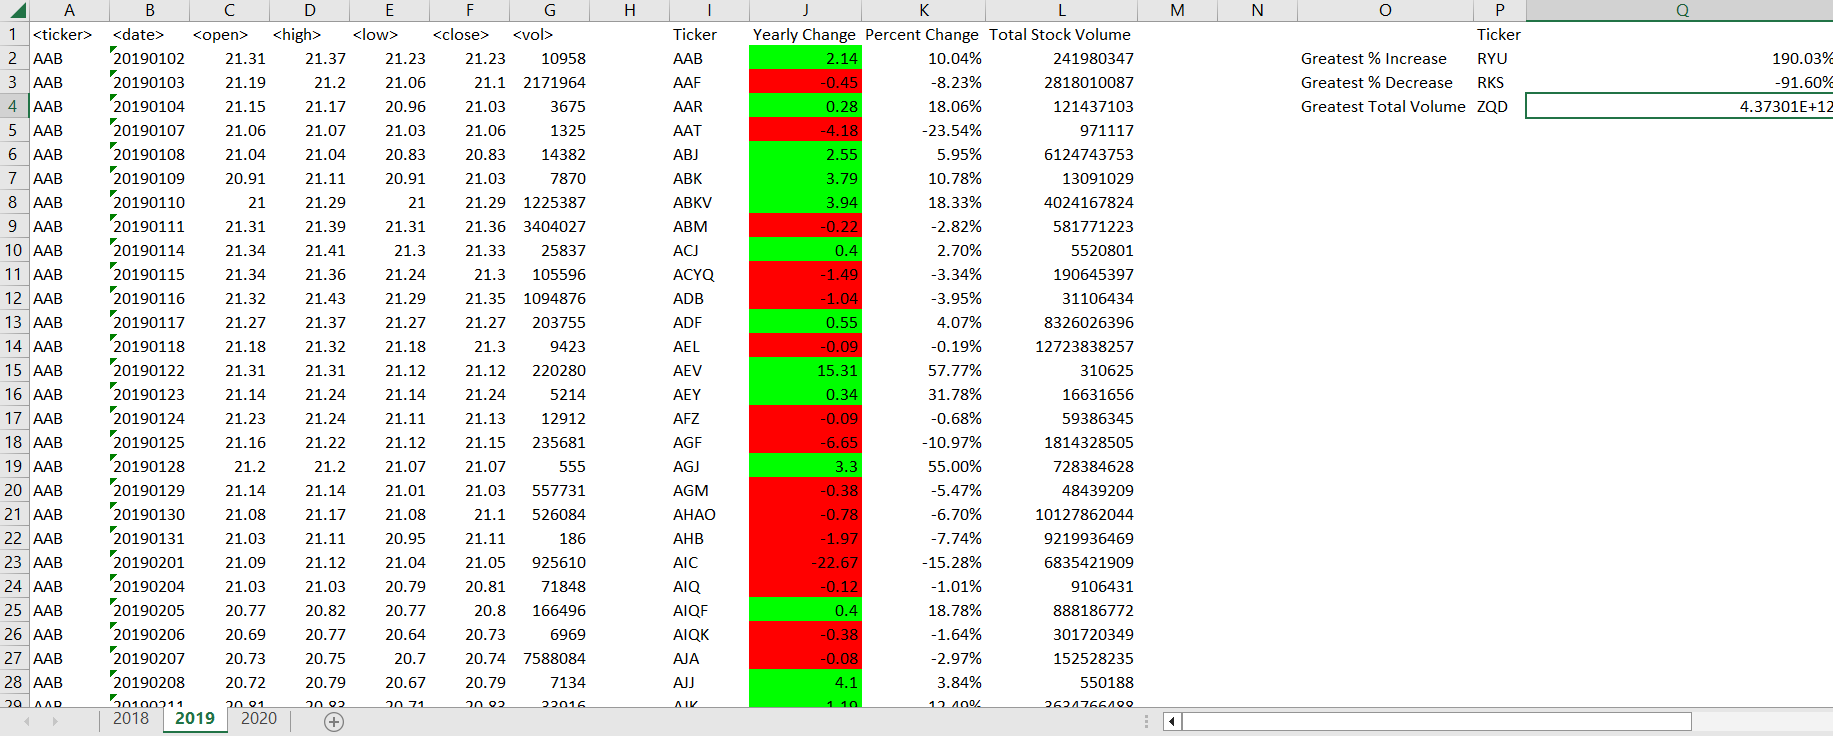 A B C D E F G H I J K L M N O P Q
1 <ticker> <date> <open> <high> <low> <close> <vol> Ticker Yearly Change Percent Change Total Stock Volume Ticker
2 AAB 20190102 21.31 21.37 21.23 21.23 10958 AAB 2.14 10.04% 241980347 Greatest % Increase RYU 190.03%
3 AAB 20190103 21.19 21.2 21.06 21.1 2171964 AAF -0.45 -8.23% 2818010087 Greatest % Decrease RKS -91.60%
4 AAB 20190104 21.15 21.17 20.96 21.03 3675 AAR 0.28 18.06% 121437103 Greatest Total Volume ZQD 4.37301E+12
5 AAB 20190107 21.06 21.07 21.03 21.06 1325 AAT -4.18 -23.54% 971117
6 AAB 20190108 21.04 21.04 20.83 20.83 14382 ABJ 2.55 5.95% 6124743753
7 AAB 20190109 20.91 21.11 20.91 21.03 7870 ABK 3.79 10.78% 13091029
8 AAB 20190110 21 21.29 21 21.29 1225387 ABKV 3.94 18.33% 4024167824
9 AAB 20190111 21.31 21.39 21.31 21.36 3404027 ABM -0.22 -2.82% 581771223
10 AAB 20190114 21.34 21.41 21.3 21.33 25837 ACJ 0.4 2.70% 5520801
11 AAB 20190115 21.34 21.36 21.24 21.3 105596 ACYQ -1.49 -3.34% 190645397
12 AAB 20190116 21.32 21.43 21.29 21.35 1094876 ADB -1.04 -3.95% 31106434
13 AAB 20190117 21.27 21.37 21.27 21.27 203755 ADF 0.55 4.07% 8326026396
14 AAB 20190118 21.18 21.32 21.18 21.3 9423 AEL -0.09 -0.19% 12723838257
15 AAB 20190122 21.31 21.31 21.12 21.12 220280 AEV 15.31 57.77% 310625
16 AAB 20190123 21.14 21.24 21.14 21.24 5214 AEY 0.34 31.78% 16631656
17 AAB 20190124 21.23 21.24 21.11 21.13 12912 AFZ -0.09 -0.68% 59386345
18 AAB 20190125 21.16 21.22 21.12 21.15 235681 AGF -6.65 -10.97% 1814328505
19 AAB 20190128 21.2 21.2 21.07 21.07 555 AGJ 3.3 55.00% 728384628
20 AAB 20190129 21.14 21.14 21.01 21.03 557731 AGM -0.38 -5.47% 48439209
21 AAB 20190130 21.08 21.17 21.08 21.1 526084 AHAO -0.78 -6.70% 10127862044
22 AAB 20190131 21.03 21.11 20.95 21.11 186 AHB -1.97 -7.74% 9219936469
23 AAB 20190201 21.09 21.12 21.04 21.05 925610 AIC -22.67 -15.28% 6835421909
24 AAB 20190204 21.03 21.03 20.79 20.81 71848 AIQ -0.12 -1.01% 9106431
25 AAB 20190205 20.77 20.82 20.77 20.8 166496 AIQF 0.4 18.78% 888186772
26 AAB 20190206 20.69 20.77 20.64 20.73 6969 AIQK -0.38 -1.64% 301720349
27 AAB 20190207 20.73 20.75 20.7 20.74 7588084 AJA -0.08 -2.97% 152528235
28 AAB 20190208 20.72 20.79 20.67 20.79 7134 AJJ 4.1 3.84% 550188
29 AAB 20190211 20.81 20.83 20.71 20.83
2018 2019 2020